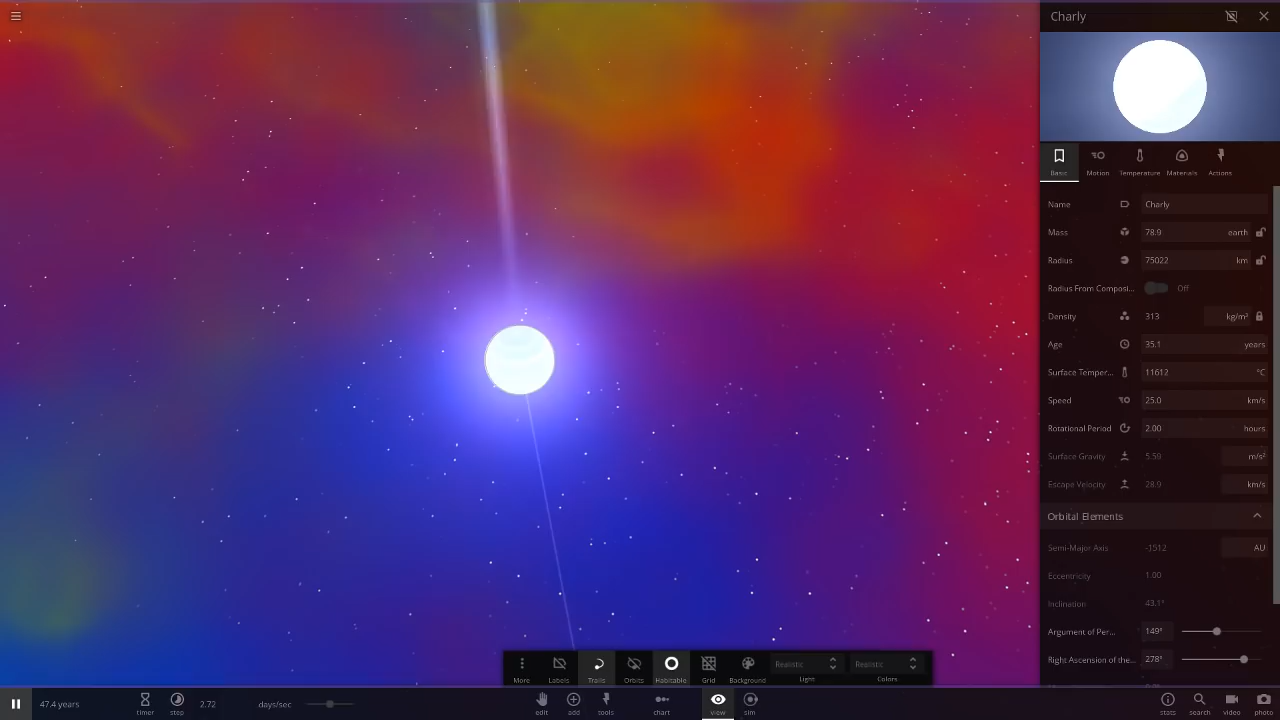 Charly
Basic
Motion
Temperature
Materials
Actions
Name Charly
Mass 78.9 earth
Radius 75022 km
Radius From Composi... Off
Density 313 kg/m³
Age 35.1 years
Surface Temper... 11612 °C
Speed 25.0 km/s
Rotational Period 2.00 hours
Surface Gravity 5.59 m/s²
Escape Velocity 28.9 km/s
Orbital Elements
Semi-Major Axis -1512 AU
Eccentricity 1.00
Inclination 43.1°
Argument of Per... 149°
Right Ascension of the... 278°
More
Labels
Trails
Orbits
Habitable
Grid
Background
Realistic
Light
Realistic
Colors
47.4 years
timer
step
2.72 days/sec
edit
add
tools
chart
view
sim
stats
search
video
photo